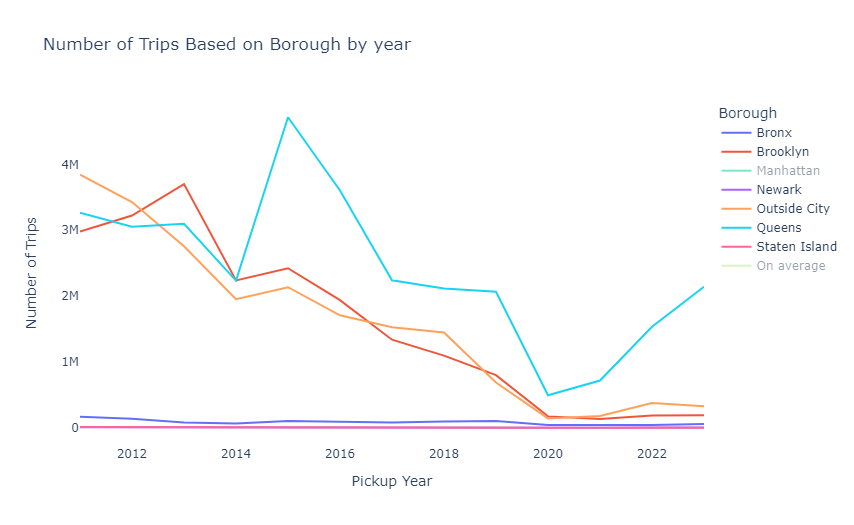 Number of Trips Based on Borough by year
Borough
Bronx
Brooklyn
Manhattan
Newark
Outside City
Queens
Staten Island
On average
Number of Trips
4M
3M
2M
1M
0
2012
2014
2016
2018
2020
2022
Pickup Year